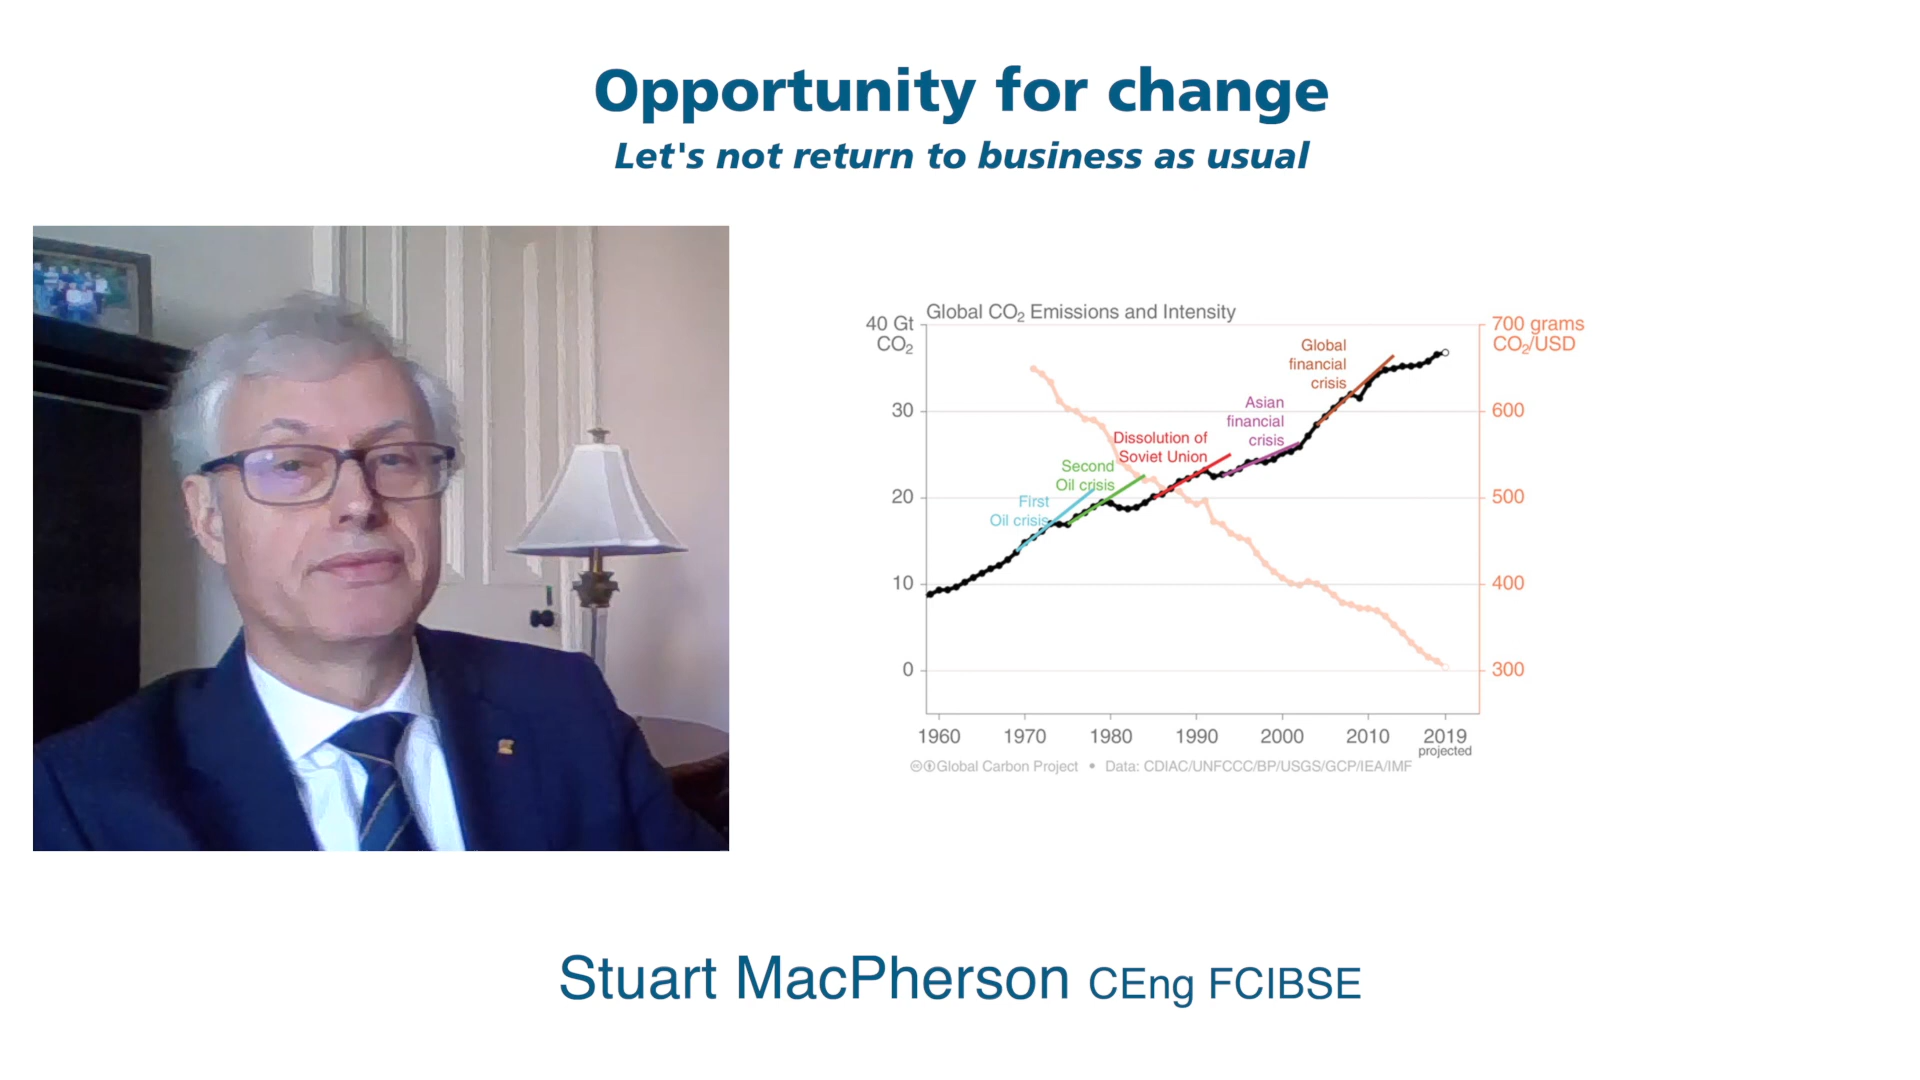 Opportunity for change
Let's not return to business as usual
Global CO₂ Emissions and Intensity
40 Gt
CO₂
30
20
10
0
700 grams
CO₂/USD
600
500
400
300
Global
financial
crisis
Asian
financial
crisis
Dissolution of
Soviet Union
Second
Oil crisis
First
Oil crisis
1960 1970 1980 1990 2000 2010 2019
projected
Global Carbon Project • Data: CDIAC/UNFCCC/BP/USGS/GCP/IEA/IMF
Stuart MacPherson CEng FCIBSE